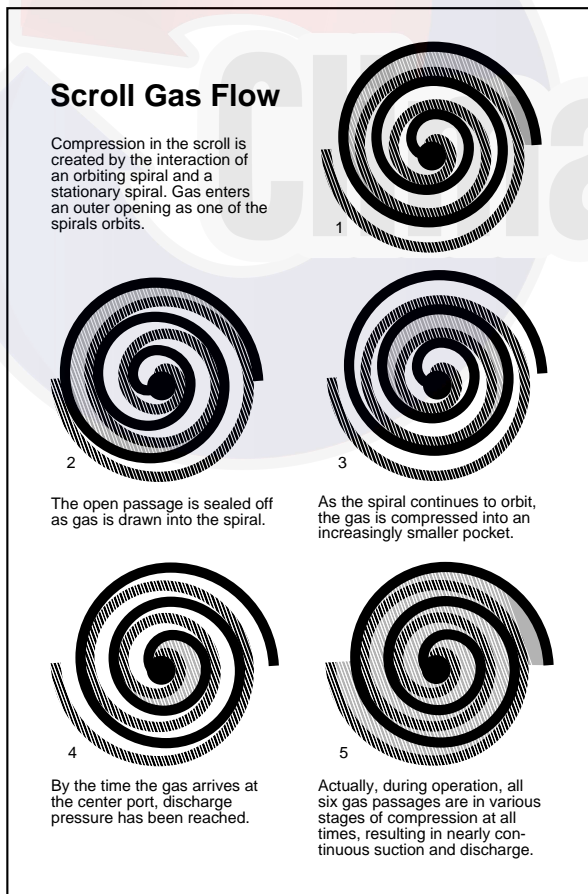 Scroll Gas Flow
Compression in the scroll is
created by the interaction of
an orbiting spiral and a
stationary spiral. Gas enters
an outer opening as one of the
spirals orbits.
1
2
3
The open passage is sealed off
as gas is drawn into the spiral.
As the spiral continues to orbit,
the gas is compressed into an
increasingly smaller pocket.
4
5
By the time the gas arrives at
the center port, discharge
pressure has been reached.
Actually, during operation, all
six gas passages are in various
stages of compression at all
times, resulting in nearly con-
tinuous suction and discharge.